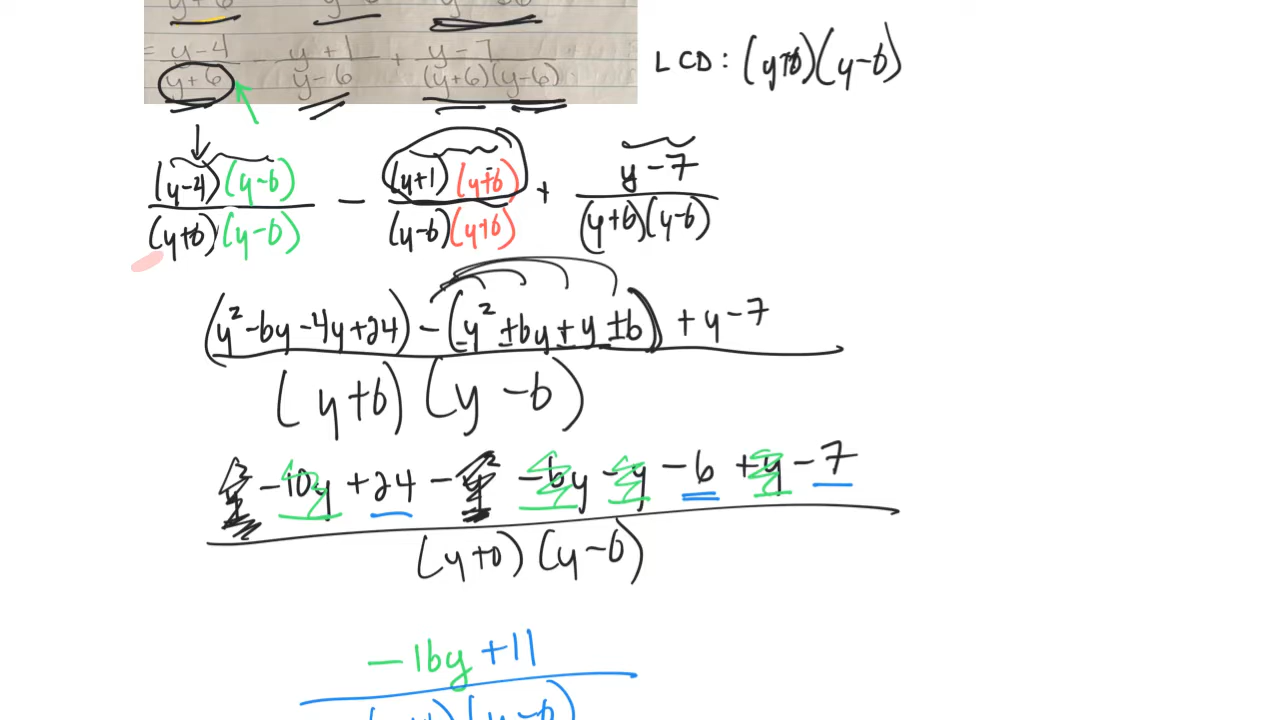 = y-4/y+6 - y+1/y-6 + y-7/(y+6)(y-6)
LCD: (y+6)(y-6)
(y-4)(y-6)/(y+6)(y-6) - (y+1)(y+6)/(y-6)(y+6) + y-7/(y+6)(y-6)
(y²-6y-4y+24) - (y²+6y+y+6) + y-7
(y+6)(y-6)
y² -10y +24 - y² -6y -y -6 +y -7
(y+6)(y-6)
-16y +11
(y-6)